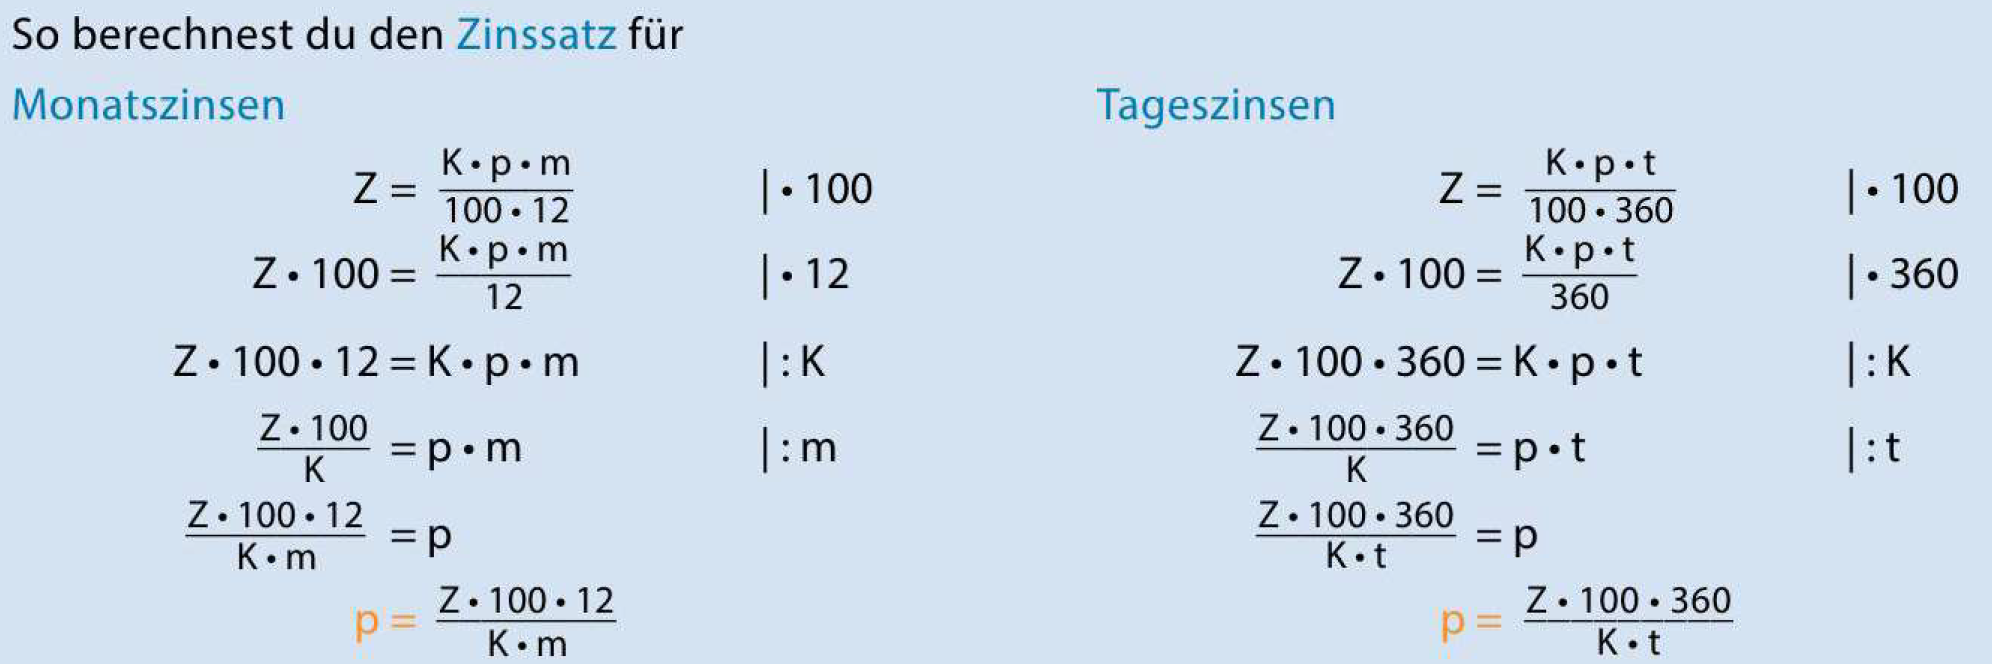 So berechnest du den Zinssatz für
Monatszinsen
Z = K • p • m / 100 • 12 | • 100
Z • 100 = K • p • m / 12 | • 12
Z • 100 • 12 = K • p • m | : K
Z • 100 / K = p • m | : m
Z • 100 • 12 / K • m = p
p = Z • 100 • 12 / K • m
Tageszinsen
Z = K • p • t / 100 • 360 | • 100
Z • 100 = K • p • t / 360 | • 360
Z • 100 • 360 = K • p • t | : K
Z • 100 • 360 / K = p • t | : t
Z • 100 • 360 / K • t = p
p = Z • 100 • 360 / K • t